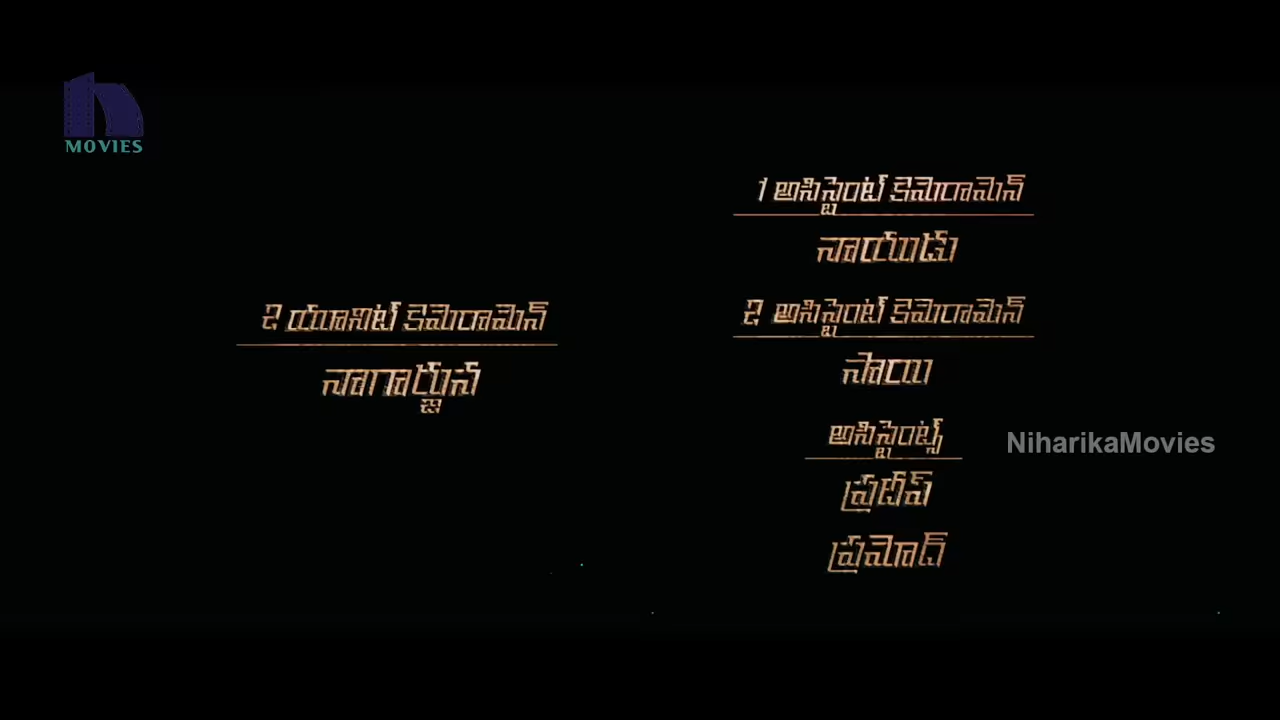 MOVIES
2 యూనిట్ కెమెరామెన్
నాగార్జున
1 అసిస్టెంట్ కెమెరామెన్
నాయుడు
2 అసిస్టెంట్ కెమెరామెన్
సాయి
అసిస్టెంట్స్
ప్రదీప్
ప్రమోద్
NiharikaMovies